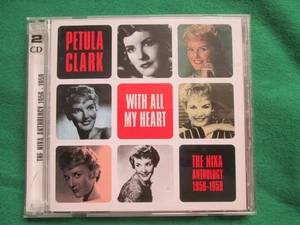 2
CD
THE NIXA ANTHOLOGY 1956 - 1959
PETULA
CLARK
WITH ALL
MY HEART
THE NIXA
ANTHOLOGY
1956-1959